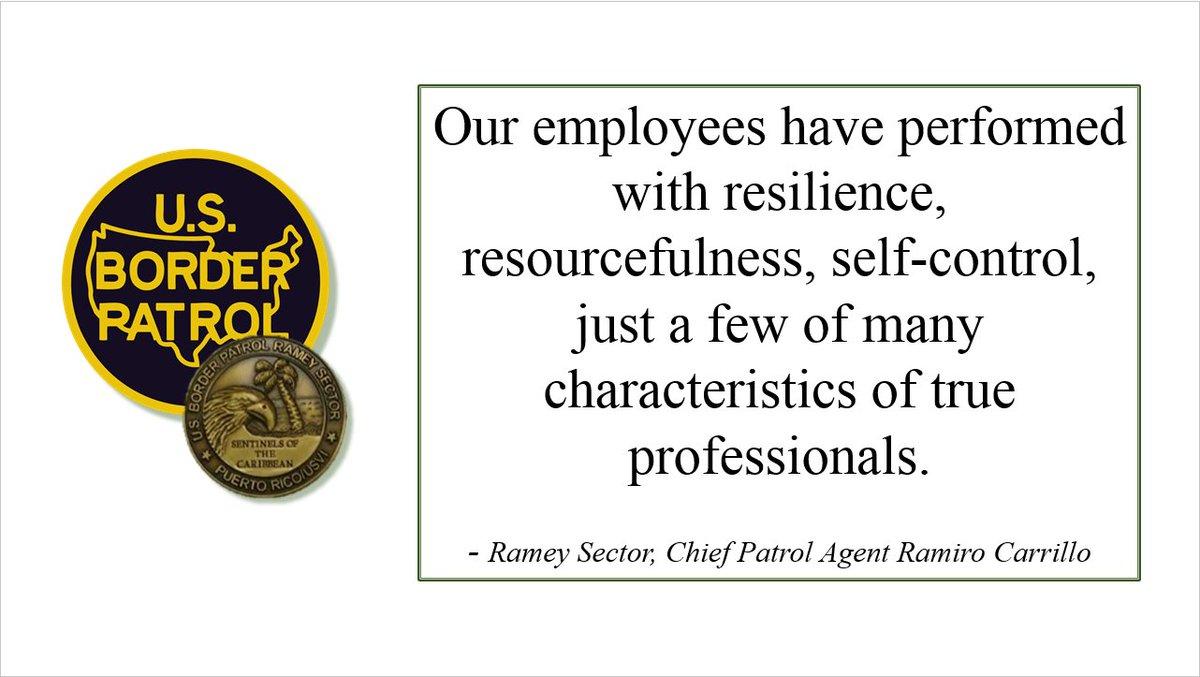 U.S.
BORDER
PATROL
US BORDER PATROL RAMEY SECTOR
SENTINELS OF
THE
CARIBBEAN
PUERTO RICO/USVI
Our employees have performed
with resilience,
resourcefulness, self-control,
just a few of many
characteristics of true
professionals.
- Ramey Sector, Chief Patrol Agent Ramiro Carrillo